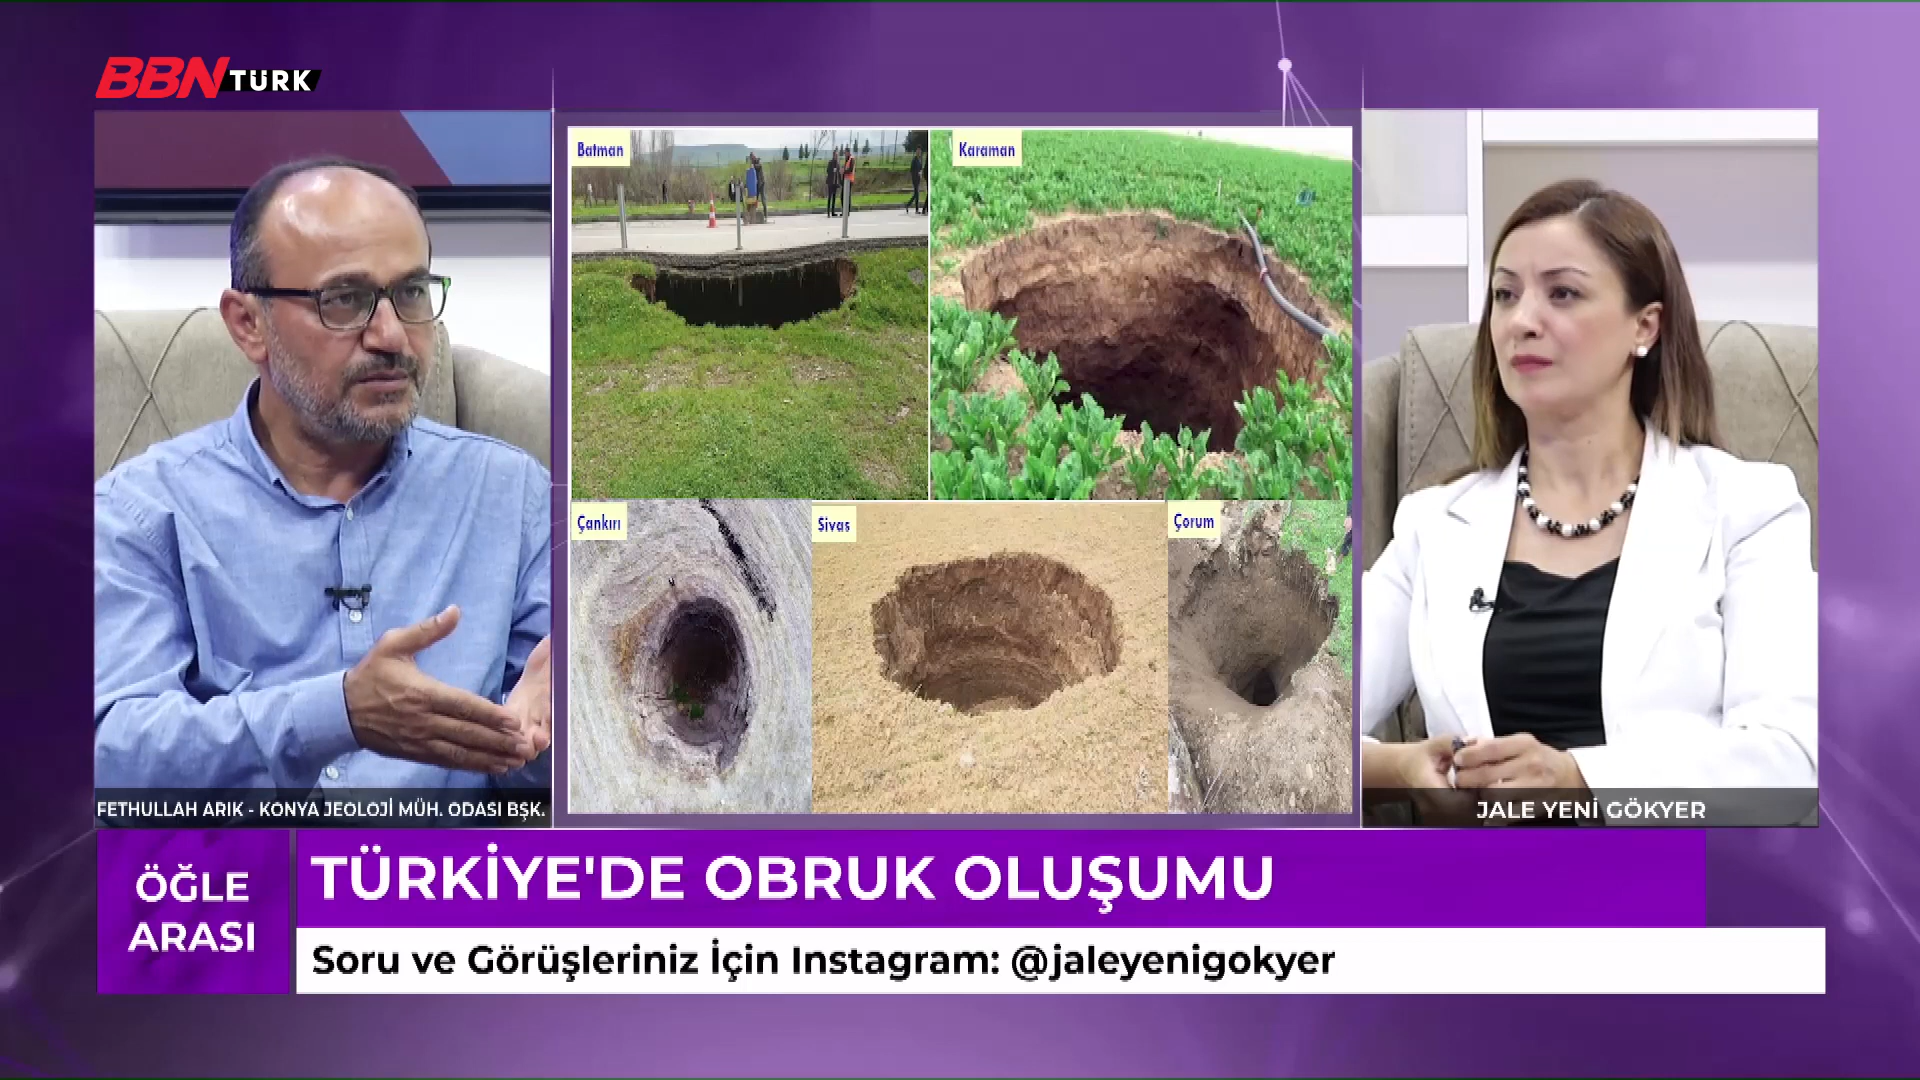 BBN TÜRK
Batman
Karaman
Çankırı
Sivas
Çorum
FETHULLAH ARIK - KONYA JEOLOJİ MÜH. ODASI BŞK.
JALE YENİ GÖKYER
ÖĞLE
ARASI
TÜRKİYE'DE OBRUK OLUŞUMU
Soru ve Görüşleriniz İçin Instagram: @jaleyenigokyer